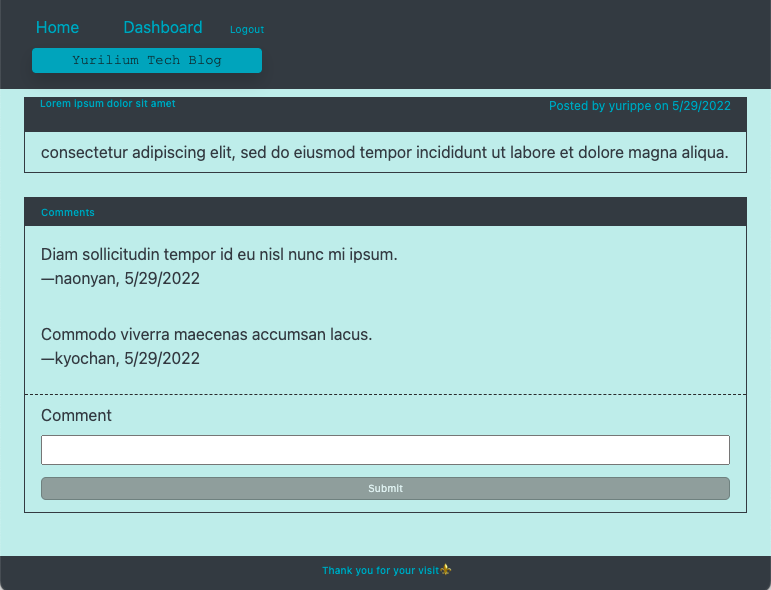 Home Dashboard Logout
Yurilium Tech Blog
Lorem ipsum dolor sit amet
Posted by yurippe on 5/29/2022
consectetur adipiscing elit, sed do eiusmod tempor incididunt ut labore et dolore magna aliqua.
Comments
Diam sollicitudin tempor id eu nisl nunc mi ipsum.
—naonyan, 5/29/2022
Commodo viverra maecenas accumsan lacus.
—kyochan, 5/29/2022
Comment
Submit
Thank you for your visit⚜️